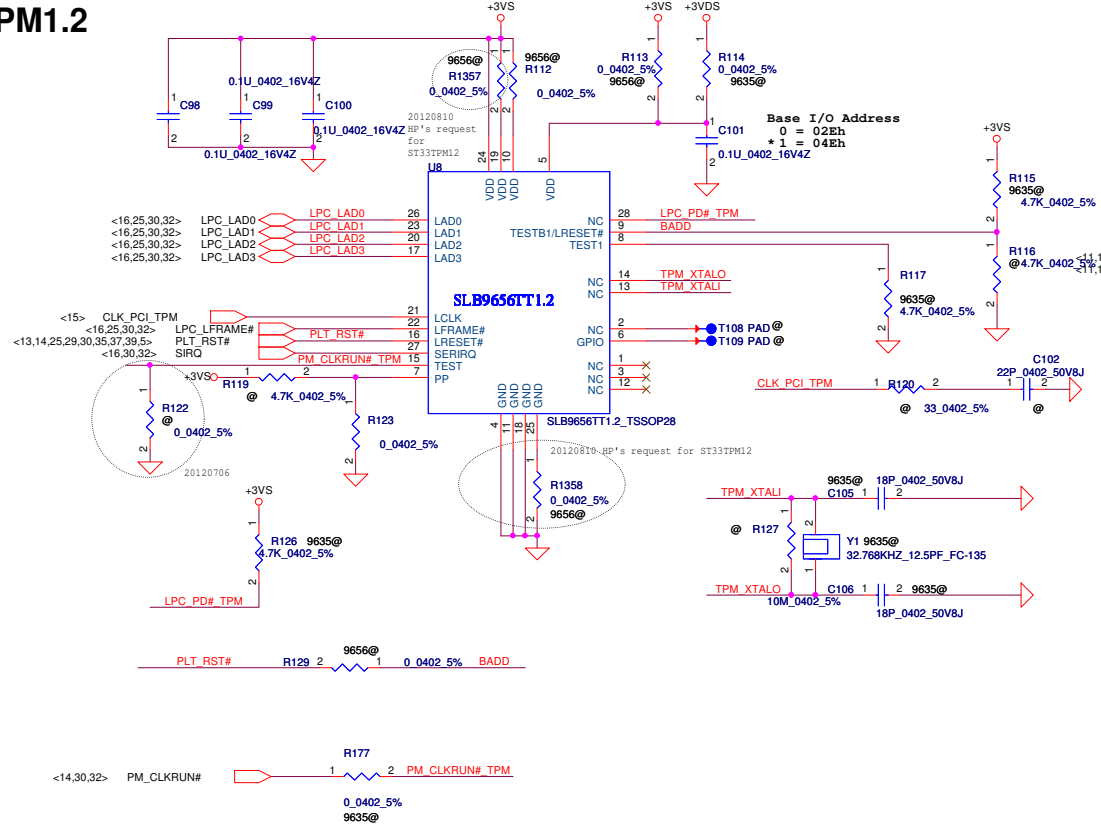 PM1.2
+3VS
+3VS
+3VDS
9656@
R1357
0_0402_5%
9656@
R112
0_0402_5%
R113
0_0402_5%
9656@
R114
0_0402_5%
9635@
0.1U_0402_16V4Z
C98
C99
C100
0.1U_0402_16V4Z
0.1U_0402_16V4Z
20120810
HP's request
for
ST33TPM12
C101
0.1U_0402_16V4Z
Base I/O Address
0 = 02Eh
* 1 = 04Eh
+3VS
R115
9635@
4.7K_0402_5%
R116
@
4.7K_0402_5%
U8
24
19
10
5
VDD
VDD
VDD
VDD
<16,25,30,32> LPC_LAD0 LPC_LAD0 26 LAD0
<16,25,30,32> LPC_LAD1 LPC_LAD1 23 LAD1
<16,25,30,32> LPC_LAD2 LPC_LAD2 20 LAD2
<16,25,30,32> LPC_LAD3 LPC_LAD3 17 LAD3
NC 28 LPC_PD#_TPM
TESTB1/LRESET# 9 BADD
TEST1 8
NC 14 TPM_XTALO
NC 13 TPM_XTALI
SLB9656TT1.2
R117
9635@
4.7K_0402_5%
<15> CLK_PCI_TPM 21 LCLK
<16,25,30,32> LPC_LFRAME# 22 LFRAME#
<13,14,25,29,30,35,37,39,5> PLT_RST# PLT_RST# 16 LRESET#
<16,30,32> SIRQ 27 SERIRQ
PM_CLKRUN#_TPM 15 TEST
7 PP
NC 2 T108 PAD @
GPIO 6 T109 PAD @
NC 1
NC 3
NC 12
+3VS
R119
@
4.7K_0402_5%
R122
@
0_0402_5%
20120706
R123
0_0402_5%
GND
GND
GND
GND
4
11
18
25
SLB9656TT1.2_TSSOP28
20120810 HP's request for ST33TPM12
R1358
0_0402_5%
9656@
CLK_PCI_TPM 1 R120 2
@ 33_0402_5%
C102
22P_0402_50V8J
@
+3VS
R126 9635@
4.7K_0402_5%
LPC_PD#_TPM
TPM_XTALI
9635@
C105
18P_0402_50V8J
@ R127
10M_0402_5%
Y1 9635@
32.768KHZ_12.5PF_FC-135
TPM_XTALO
C106 1 2 9635@
18P_0402_50V8J
PLT_RST# R129 2 1 0_0402_5% BADD
9656@
R177
<14,30,32> PM_CLKRUN# 1 2 PM_CLKRUN#_TPM
0_0402_5%
9635@